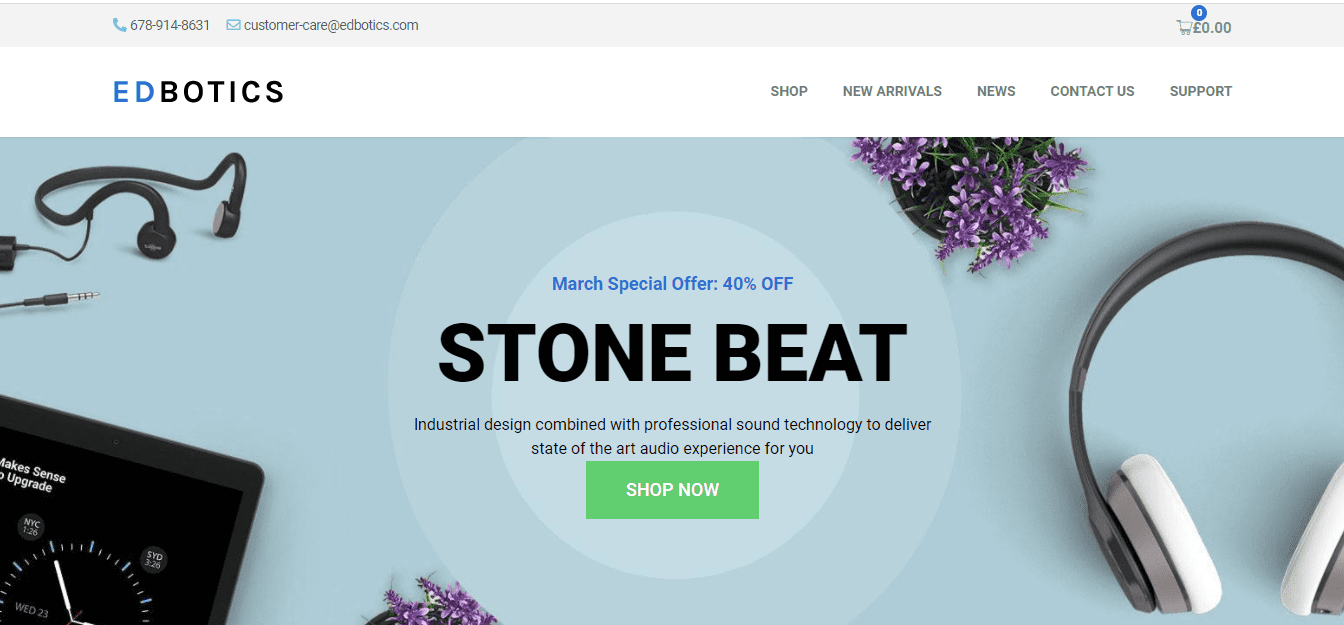 678-914-8631 customer-care@edbotics.com
0
£0.00
EDBOTICS
SHOP NEW ARRIVALS NEWS CONTACT US SUPPORT
March Special Offer: 40% OFF
STONE BEAT
Industrial design combined with professional sound technology to deliver
state of the art audio experience for you
SHOP NOW
Makes Sense
o Upgrade
NYC
1:26
SYD
3:26
WED 23